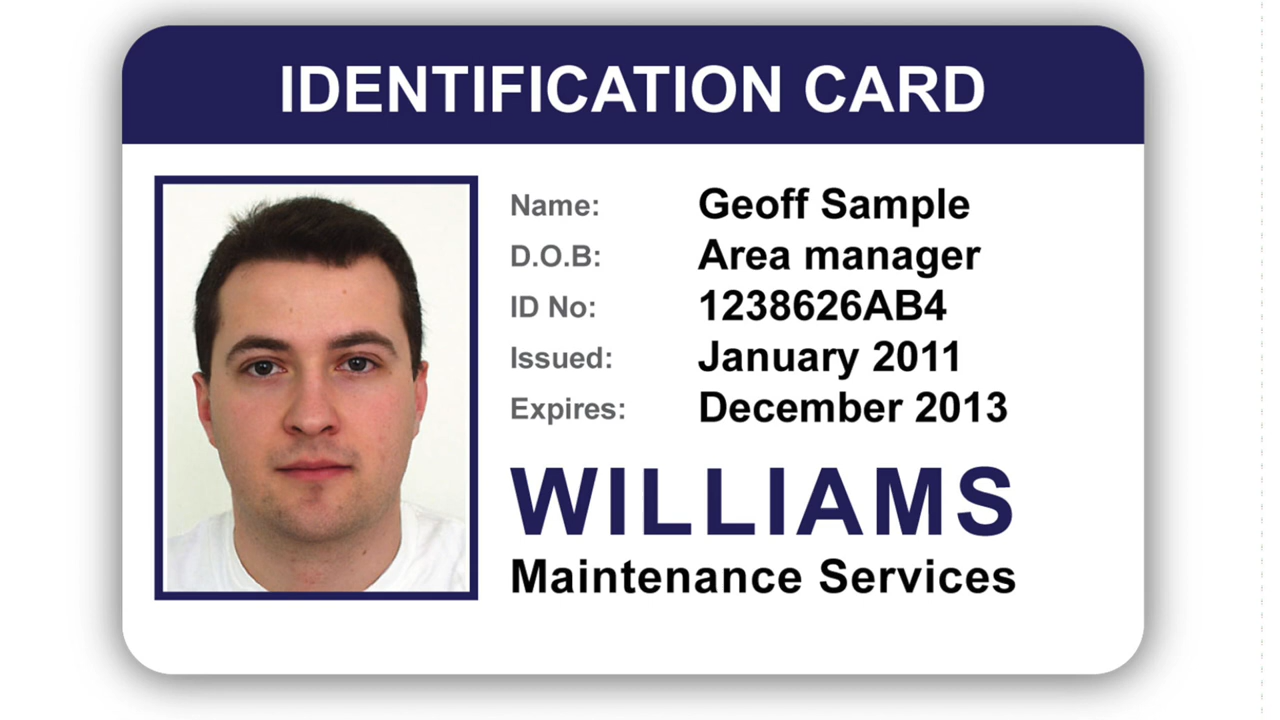 IDENTIFICATION CARD
Name: Geoff Sample
D.O.B: Area manager
ID No: 1238626AB4
Issued: January 2011
Expires: December 2013
WILLIAMS
Maintenance Services